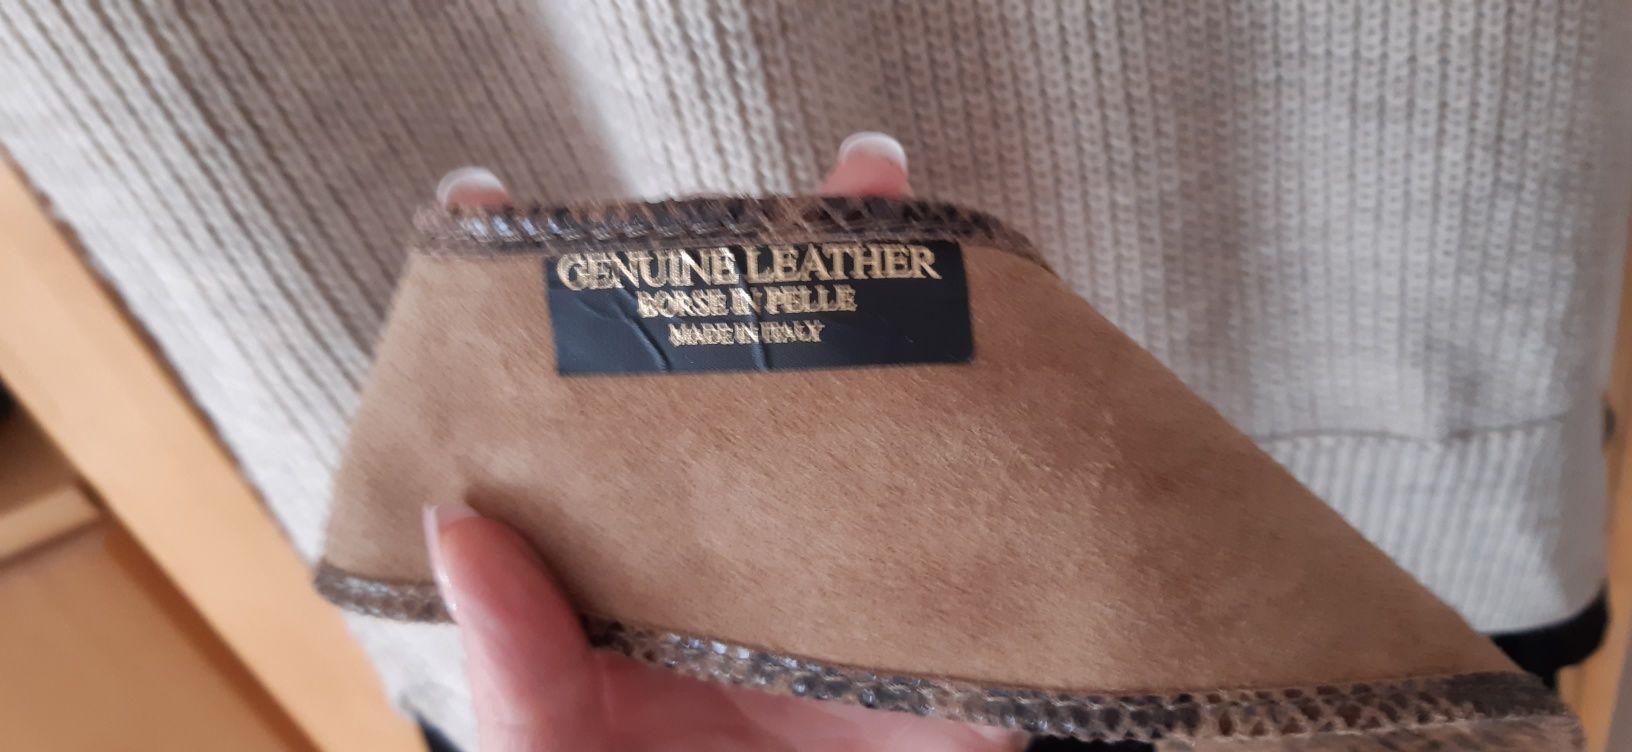 GENUINE LEATHER
BORSE IN PELLE
MADE IN ITALY